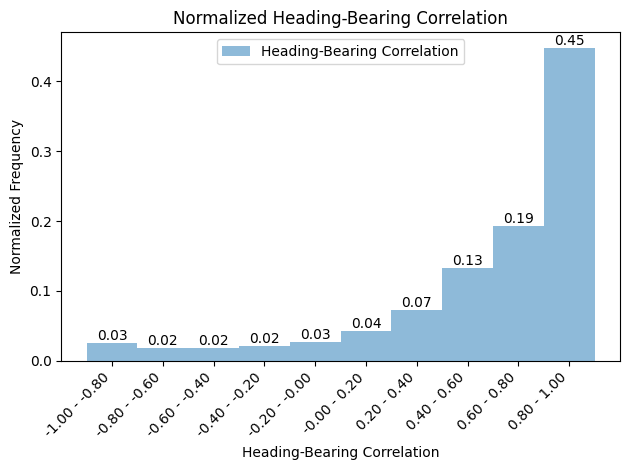 Normalized Heading-Bearing Correlation
Heading-Bearing Correlation
Normalized Frequency
0.4
0.3
0.2
0.1
0.0
0.03
0.02
0.02
0.02
0.03
0.04
0.07
0.13
0.19
0.45
-1.00 - -0.80
-0.80 - -0.60
-0.60 - -0.40
-0.40 - -0.20
-0.20 - -0.00
-0.00 - 0.20
0.20 - 0.40
0.40 - 0.60
0.60 - 0.80
0.80 - 1.00
Heading-Bearing Correlation